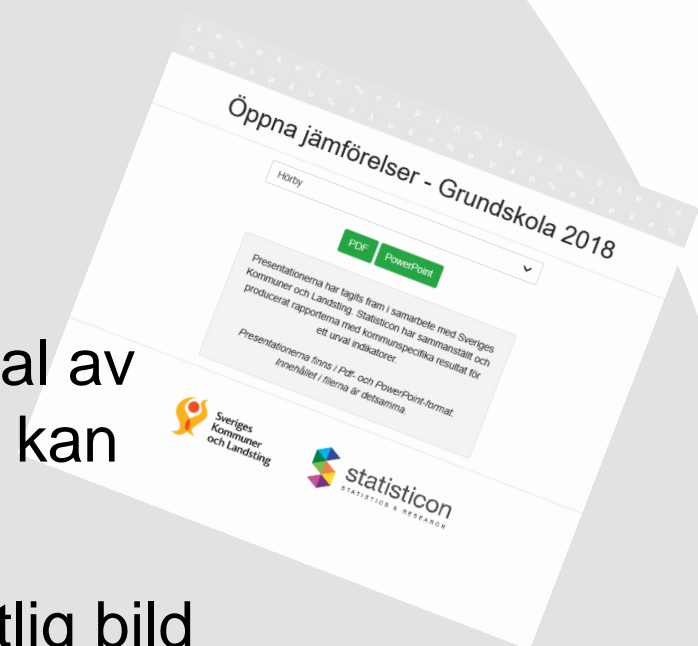 Öppna jämförelser - Grundskola 2018
Hörby
PDF PowerPoint
Presentationerna har tagits fram i samarbete med Sveriges
Kommuner och Landsting. Statisticon har sammanställt och
producerat rapporterna med kommunspecifika resultat för
ett urval indikatorer.
Presentationerna finns i Pdf- och PowerPoint-format.
Innehållet i filerna är detsamma.
Sveriges
Kommuner
och Landsting
statisticon
STATISTICS & RESEARCH
al av
kan
tlig bild